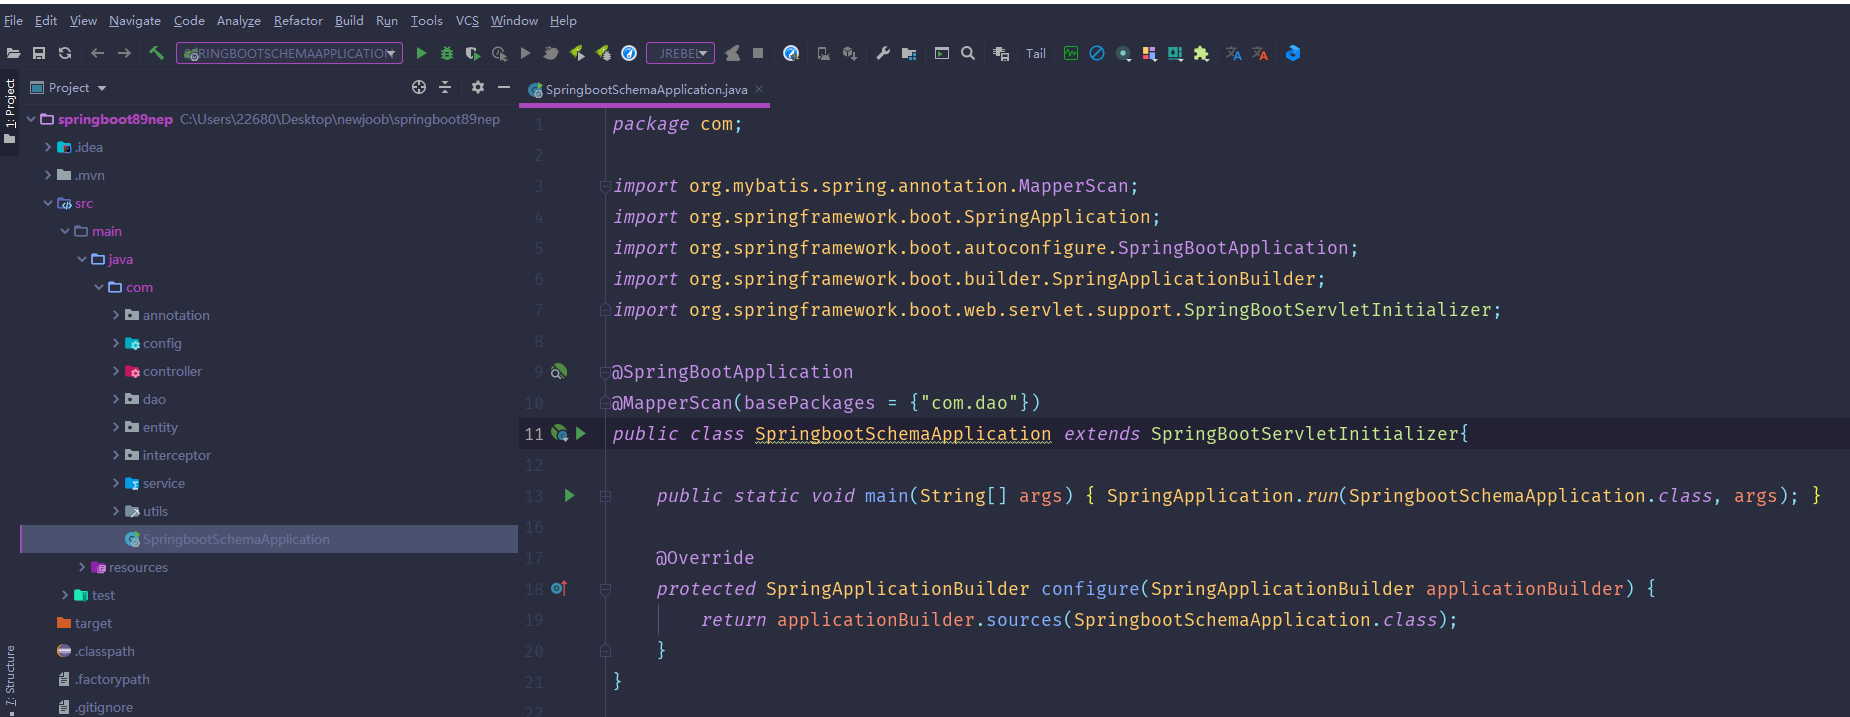 File Edit View Navigate Code Analyze Refactor Build Run Tools VCS Window Help
SPRINGBOOTSCHEMAAPPLICATION JREBEL Tail
1: Project
Project
SpringbootSchemaApplication.java
springboot89nep C:\Users\22680\Desktop\newjoob\springboot89nep
.idea
.mvn
src
main
java
com
annotation
config
controller
dao
entity
interceptor
service
utils
SpringbootSchemaApplication
resources
test
target
.classpath
.factorypath
.gitignore
7: Structure
1 package com;
2
3 import org.mybatis.spring.annotation.MapperScan;
4 import org.springframework.boot.SpringApplication;
5 import org.springframework.boot.autoconfigure.SpringBootApplication;
6 import org.springframework.boot.builder.SpringApplicationBuilder;
7 import org.springframework.boot.web.servlet.support.SpringBootServletInitializer;
8
9 @SpringBootApplication
10 @MapperScan(basePackages = {"com.dao"})
11 public class SpringbootSchemaApplication extends SpringBootServletInitializer{
12
13 public static void main(String[] args) { SpringApplication.run(SpringbootSchemaApplication.class, args); }
16
17 @Override
18 protected SpringApplicationBuilder configure(SpringApplicationBuilder applicationBuilder) {
19 return applicationBuilder.sources(SpringbootSchemaApplication.class);
20 }
21 }
22